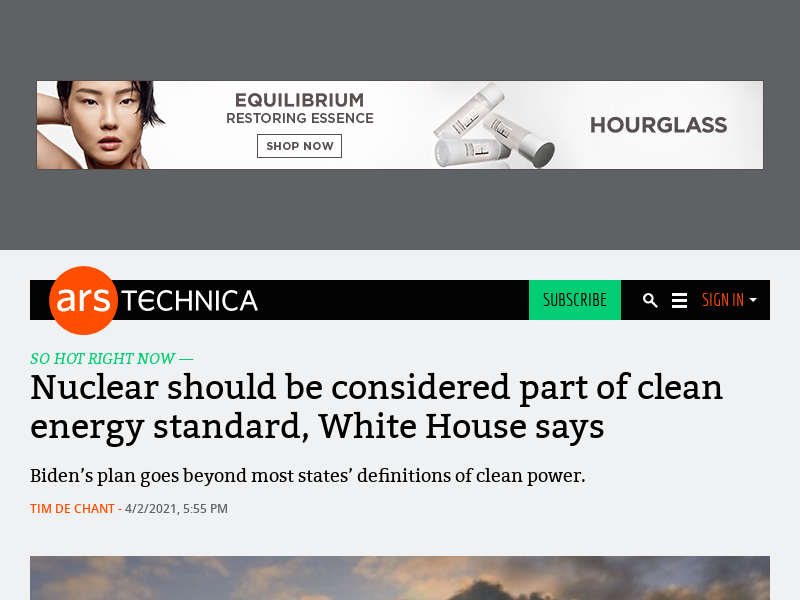 EQUILIBRIUM
RESTORING ESSENCE
SHOP NOW
HOURGLASS
ars TECHNICA
SUBSCRIBE
SIGN IN
SO HOT RIGHT NOW —
Nuclear should be considered part of clean
energy standard, White House says
Biden’s plan goes beyond most states’ definitions of clean power.
TIM DE CHANT - 4/2/2021, 5:55 PM